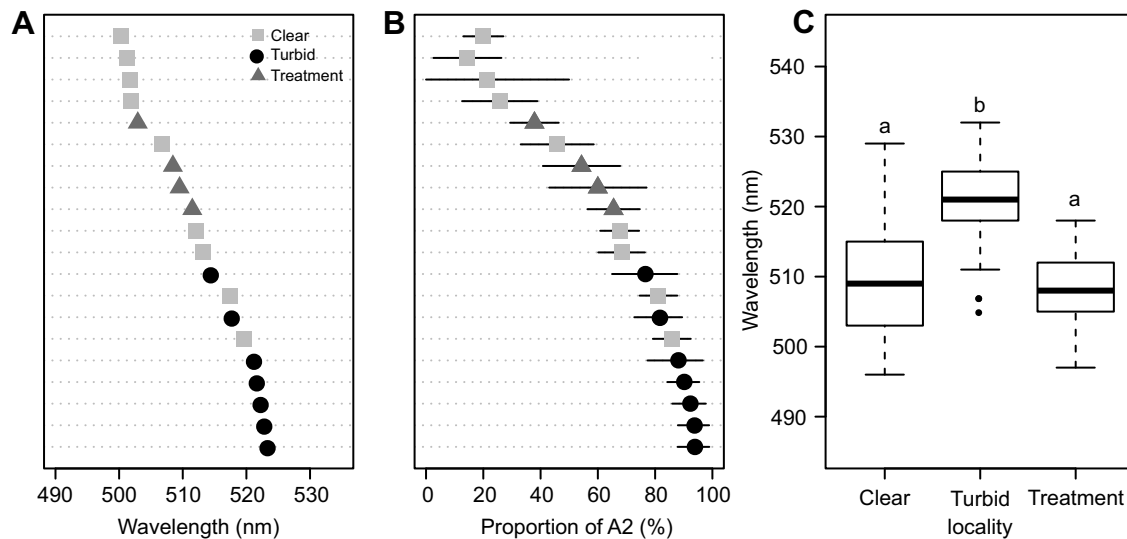 A
Clear
Turbid
Treatment
490 500 510 520 530
Wavelength (nm)
B
0 20 40 60 80 100
Proportion of A2 (%)
C
540
530
520
510
500
490
Wavelength (nm)
a
b
a
Clear Turbid Treatment
locality